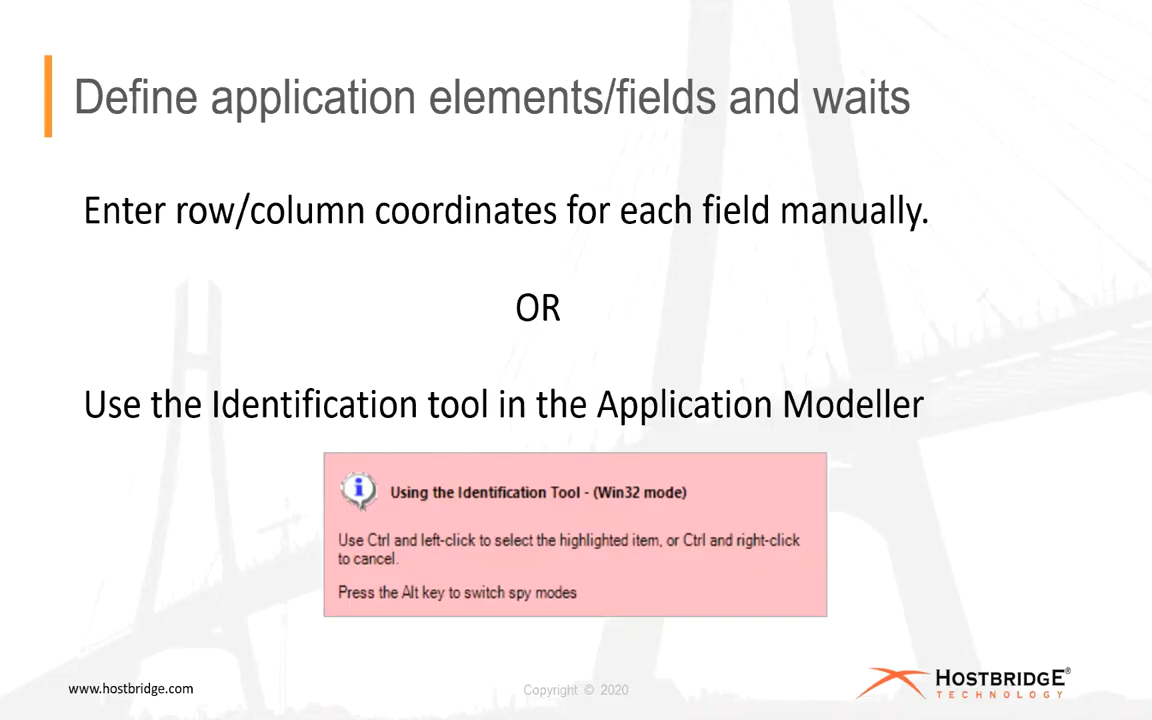 Define application elements/fields and waits
Enter row/column coordinates for each field manually.
OR
Use the Identification tool in the Application Modeller
Using the Identification Tool - (Win32 mode)
Use Ctrl and left-click to select the highlighted item, or Ctrl and right-click
to cancel.
Press the Alt key to switch spy modes
www.hostbridge.com
Copyright © 2020
HOSTBRIDGE®
TECHNOLOGY